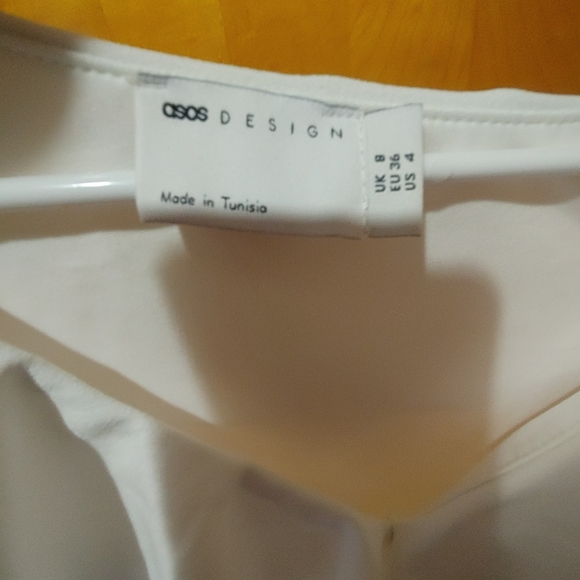 asos DESIGN
Made in Tunisia
UK 8
EU 36
US 4